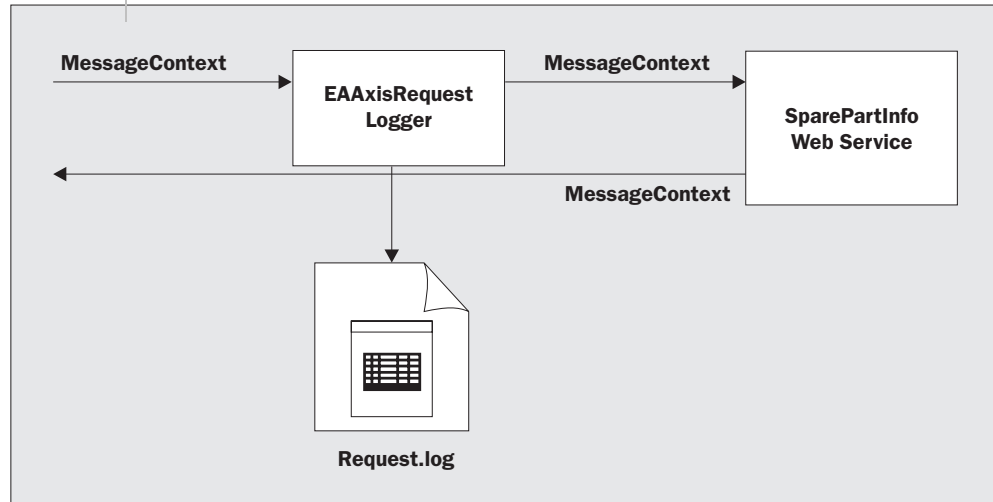 MessageContext
MessageContext
EAAxisRequest
Logger
SparePartInfo
Web Service
MessageContext
Request.log